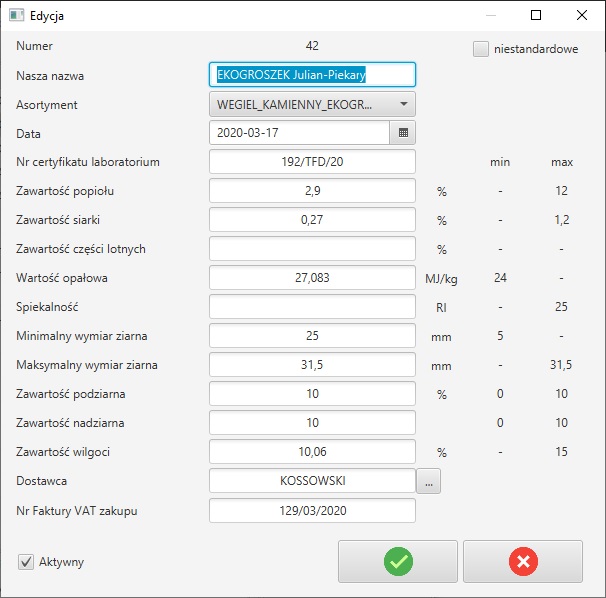 Edycja
Numer 42 niestandardowe
Nasza nazwa EKOGROSZEK Julian-Piekary
Asortyment WEGIEL_KAMIENNY_EKOGR...
Data 2020-03-17
Nr certyfikatu laboratorium 192/TFD/20 min max
Zawartość popiołu 2,9 % - 12
Zawartość siarki 0,27 % - 1,2
Zawartość części lotnych % - -
Wartość opałowa 27,083 MJ/kg 24 -
Spiekalność RI - 25
Minimalny wymiar ziarna 25 mm 5 -
Maksymalny wymiar ziarna 31,5 mm - 31,5
Zawartość podziarna 10 % 0 10
Zawartość nadziarna 10 0 10
Zawartość wilgoci 10,06 % - 15
Dostawca KOSSOWSKI ...
Nr Faktury VAT zakupu 129/03/2020
Aktywny